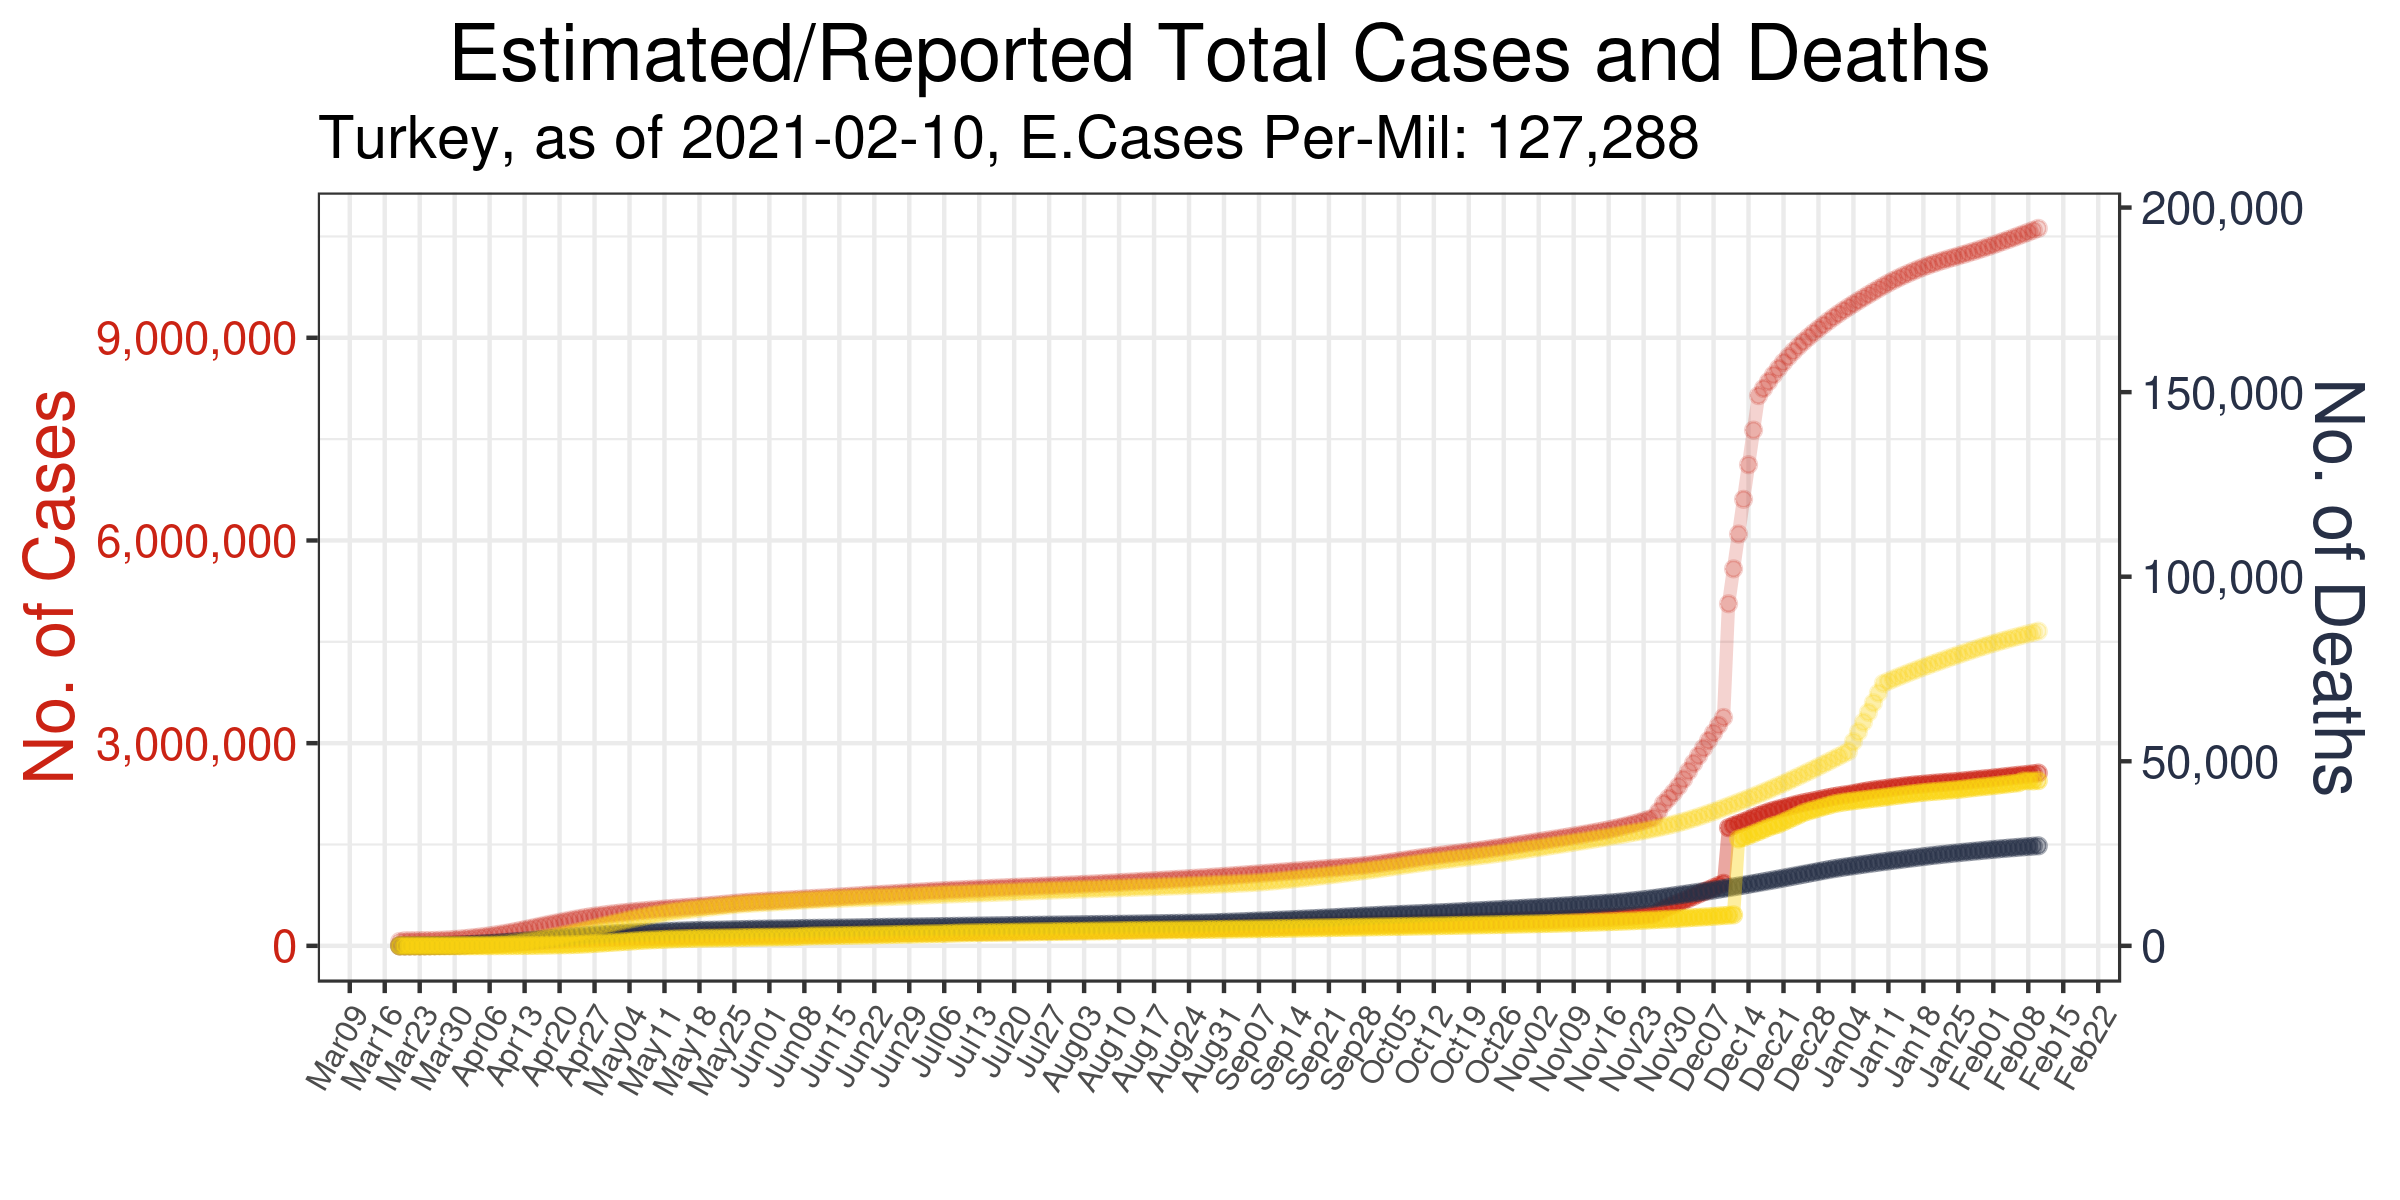 Estimated/Reported Total Cases and Deaths
Turkey, as of 2021-02-10, E.Cases Per-Mil: 127,288
No. of Cases
9,000,000
6,000,000
3,000,000
0
200,000
150,000
100,000
50,000
0
No. of Deaths
Mar09
Mar16
Mar23
Mar30
Apr06
Apr13
Apr20
Apr27
May04
May11
May18
May25
Jun01
Jun08
Jun15
Jun22
Jun29
Jul06
Jul13
Jul20
Jul27
Aug03
Aug10
Aug17
Aug24
Aug31
Sep07
Sep14
Sep21
Sep28
Oct05
Oct12
Oct19
Oct26
Nov02
Nov09
Nov16
Nov23
Nov30
Dec07
Dec14
Dec21
Dec28
Jan04
Jan11
Jan18
Jan25
Feb01
Feb08
Feb15
Feb22